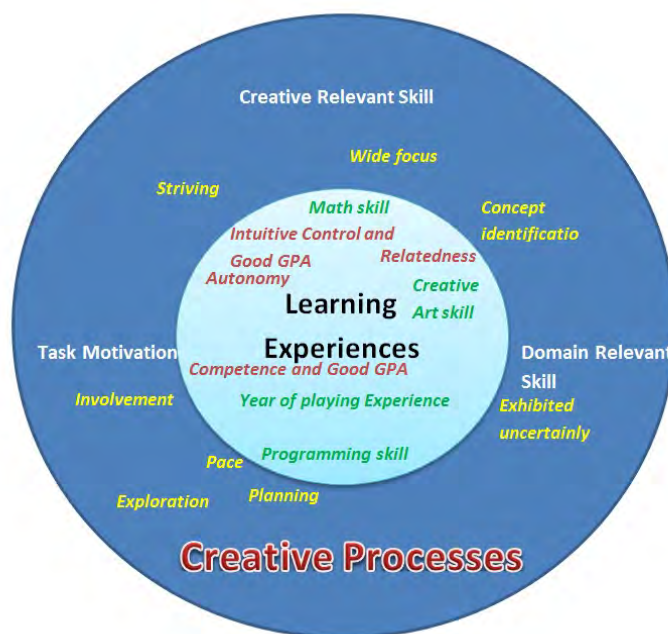 Creative Relevant Skill
Wide focus
Striving
Concept
identificatio
Math skill
Intuitive Control and
Good GPA
Relatedness
Autonomy
Creative
Art skill
Learning
Experiences
Task Motivation
Domain Relevant
Skill
Competence and Good GPA
Involvement
Year of playing Experience
Exhibited
uncertainly
Programming skill
Pace
Planning
Exploration
Creative Processes